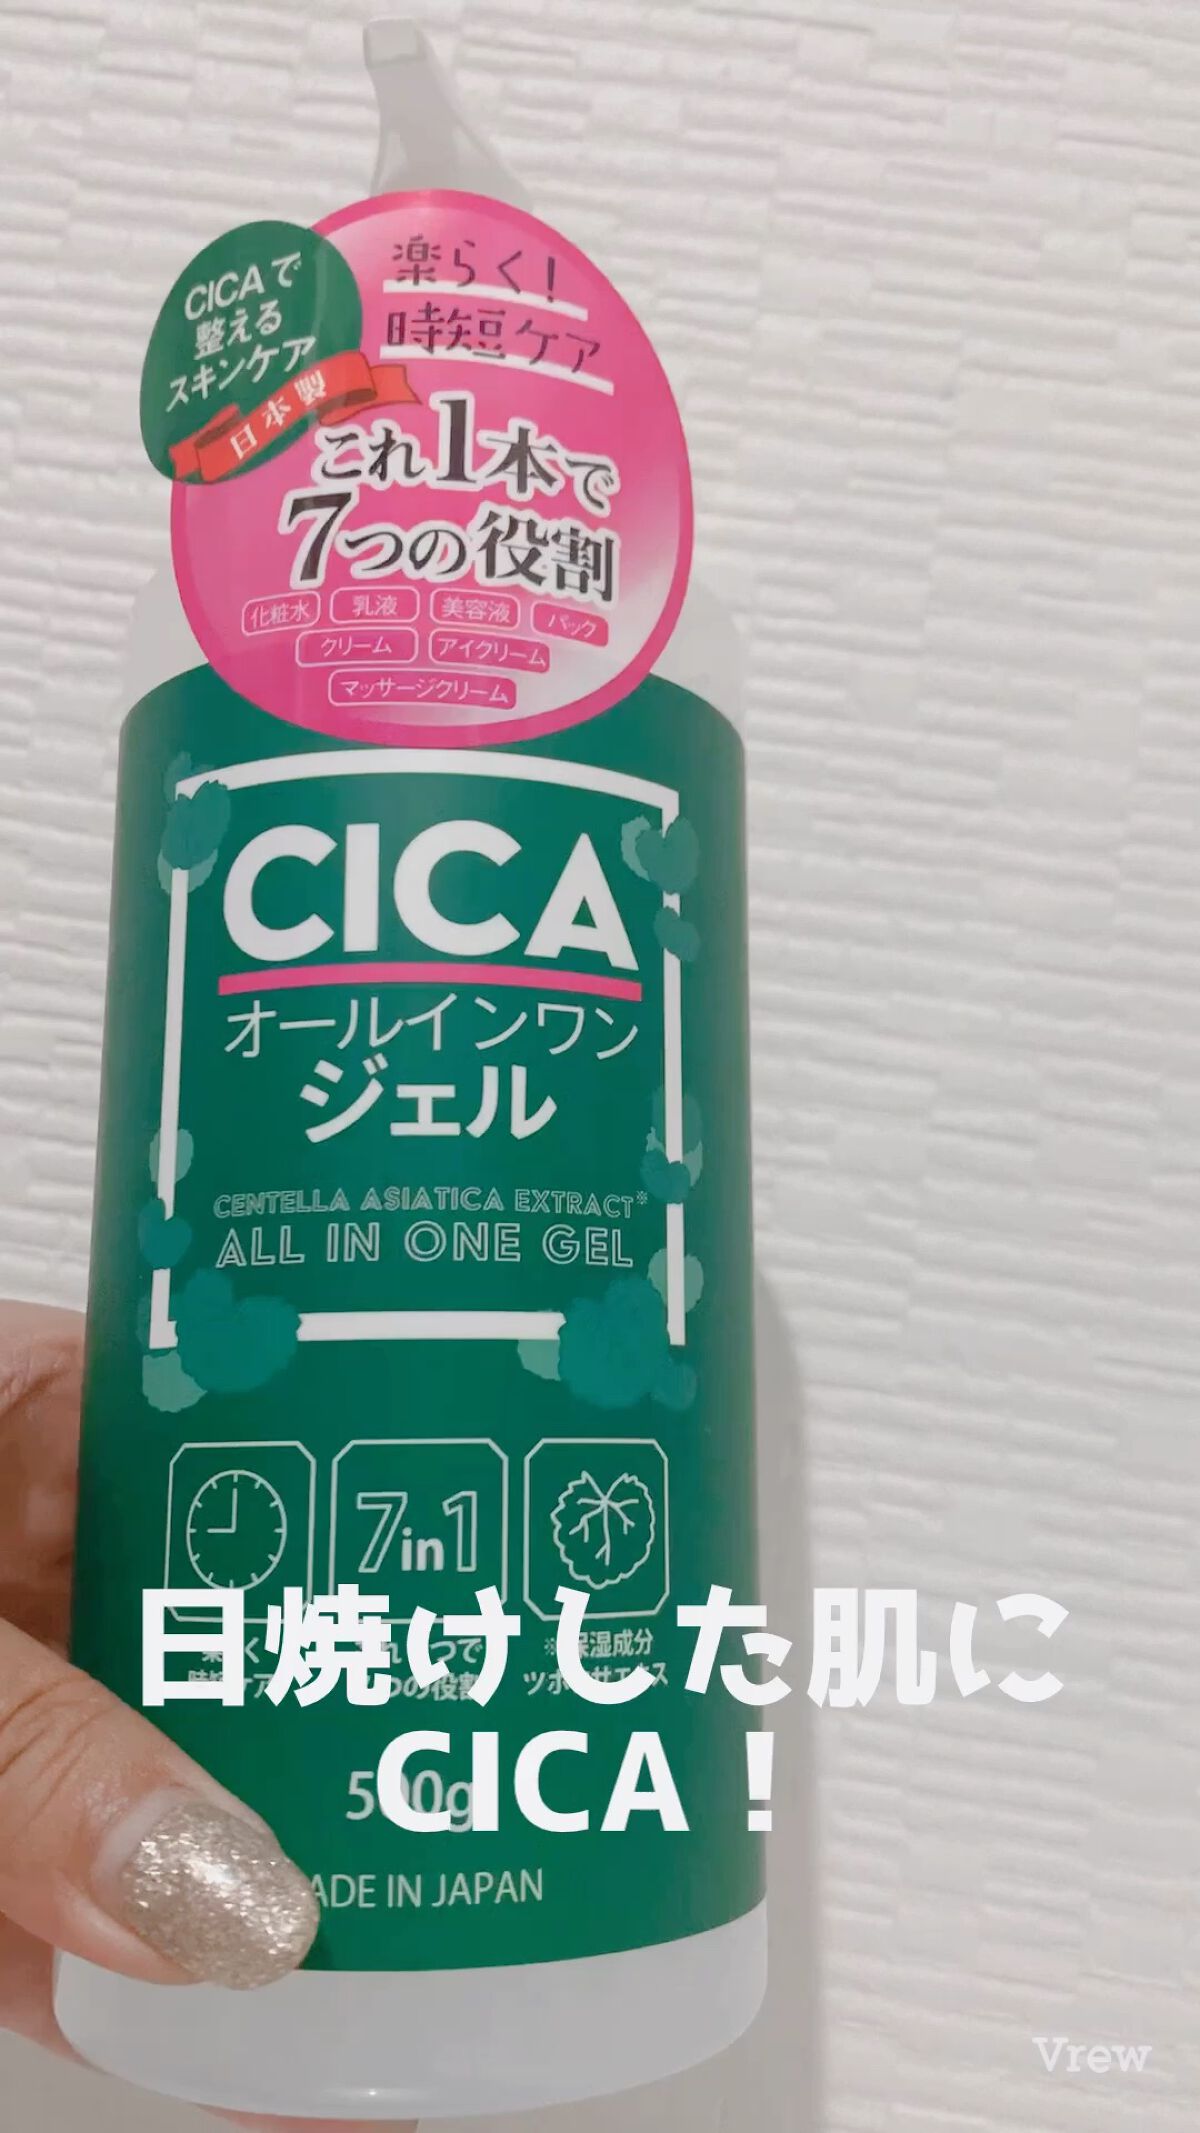 楽らく!
時短ケア
CICAで
整える
スキンケア
日本製
これ1本で
7つの役割
化粧水 乳液 美容液 パック
クリーム アイクリーム
マッサージクリーム
CICA
オールインワン
ジェル
CENTELLA ASIATICA EXTRACT※
ALL IN ONE GEL
7in1
日焼けした肌に
CICA！
500g
MADE IN JAPAN
Vrew